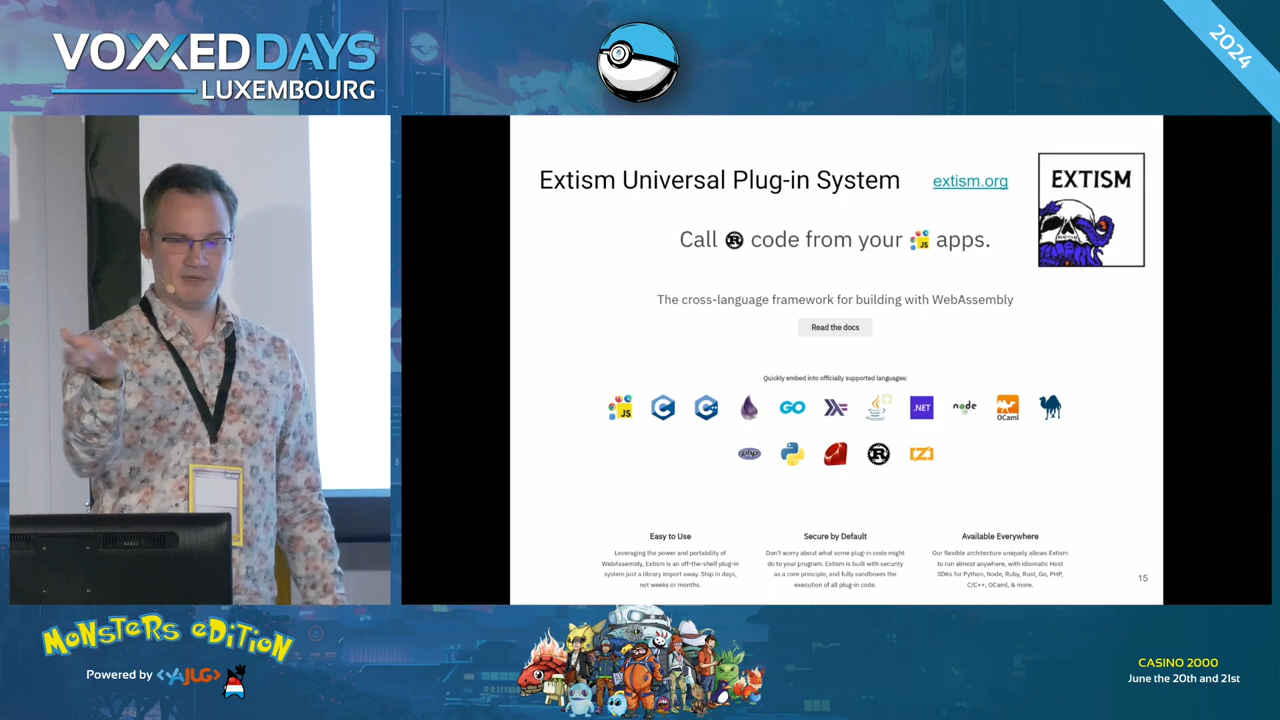 VOXXEDDAYS
LUXEMBOURG
2024
Extism Universal Plug-in System
extism.org
EXTISM
Call R code from your JS apps.
The cross-language framework for building with WebAssembly
Read the docs
Quickly embed into officially supported languages:
JS C C++ GO .NET node OCaml
php R
Easy to Use
Leveraging the power and portability of
WebAssembly, Extism is an off-the-shelf plug-in
system just a library import away. Ship in days,
not weeks or months.
Secure by Default
Don't worry about what some plug-in code might
do to your program. Extism is built with security
as a core principle, and fully sandboxes the
execution of all plug-in code.
Available Everywhere
Our flexible architecture uniquely allows Extism
to run almost anywhere, with idiomatic Host
SDKs for Python, Node, Ruby, Rust, Go, PHP,
C/C++, OCaml, & more.
15
MONSTERS EDITION
Powered by <YAJUG>
CASINO 2000
June the 20th and 21st